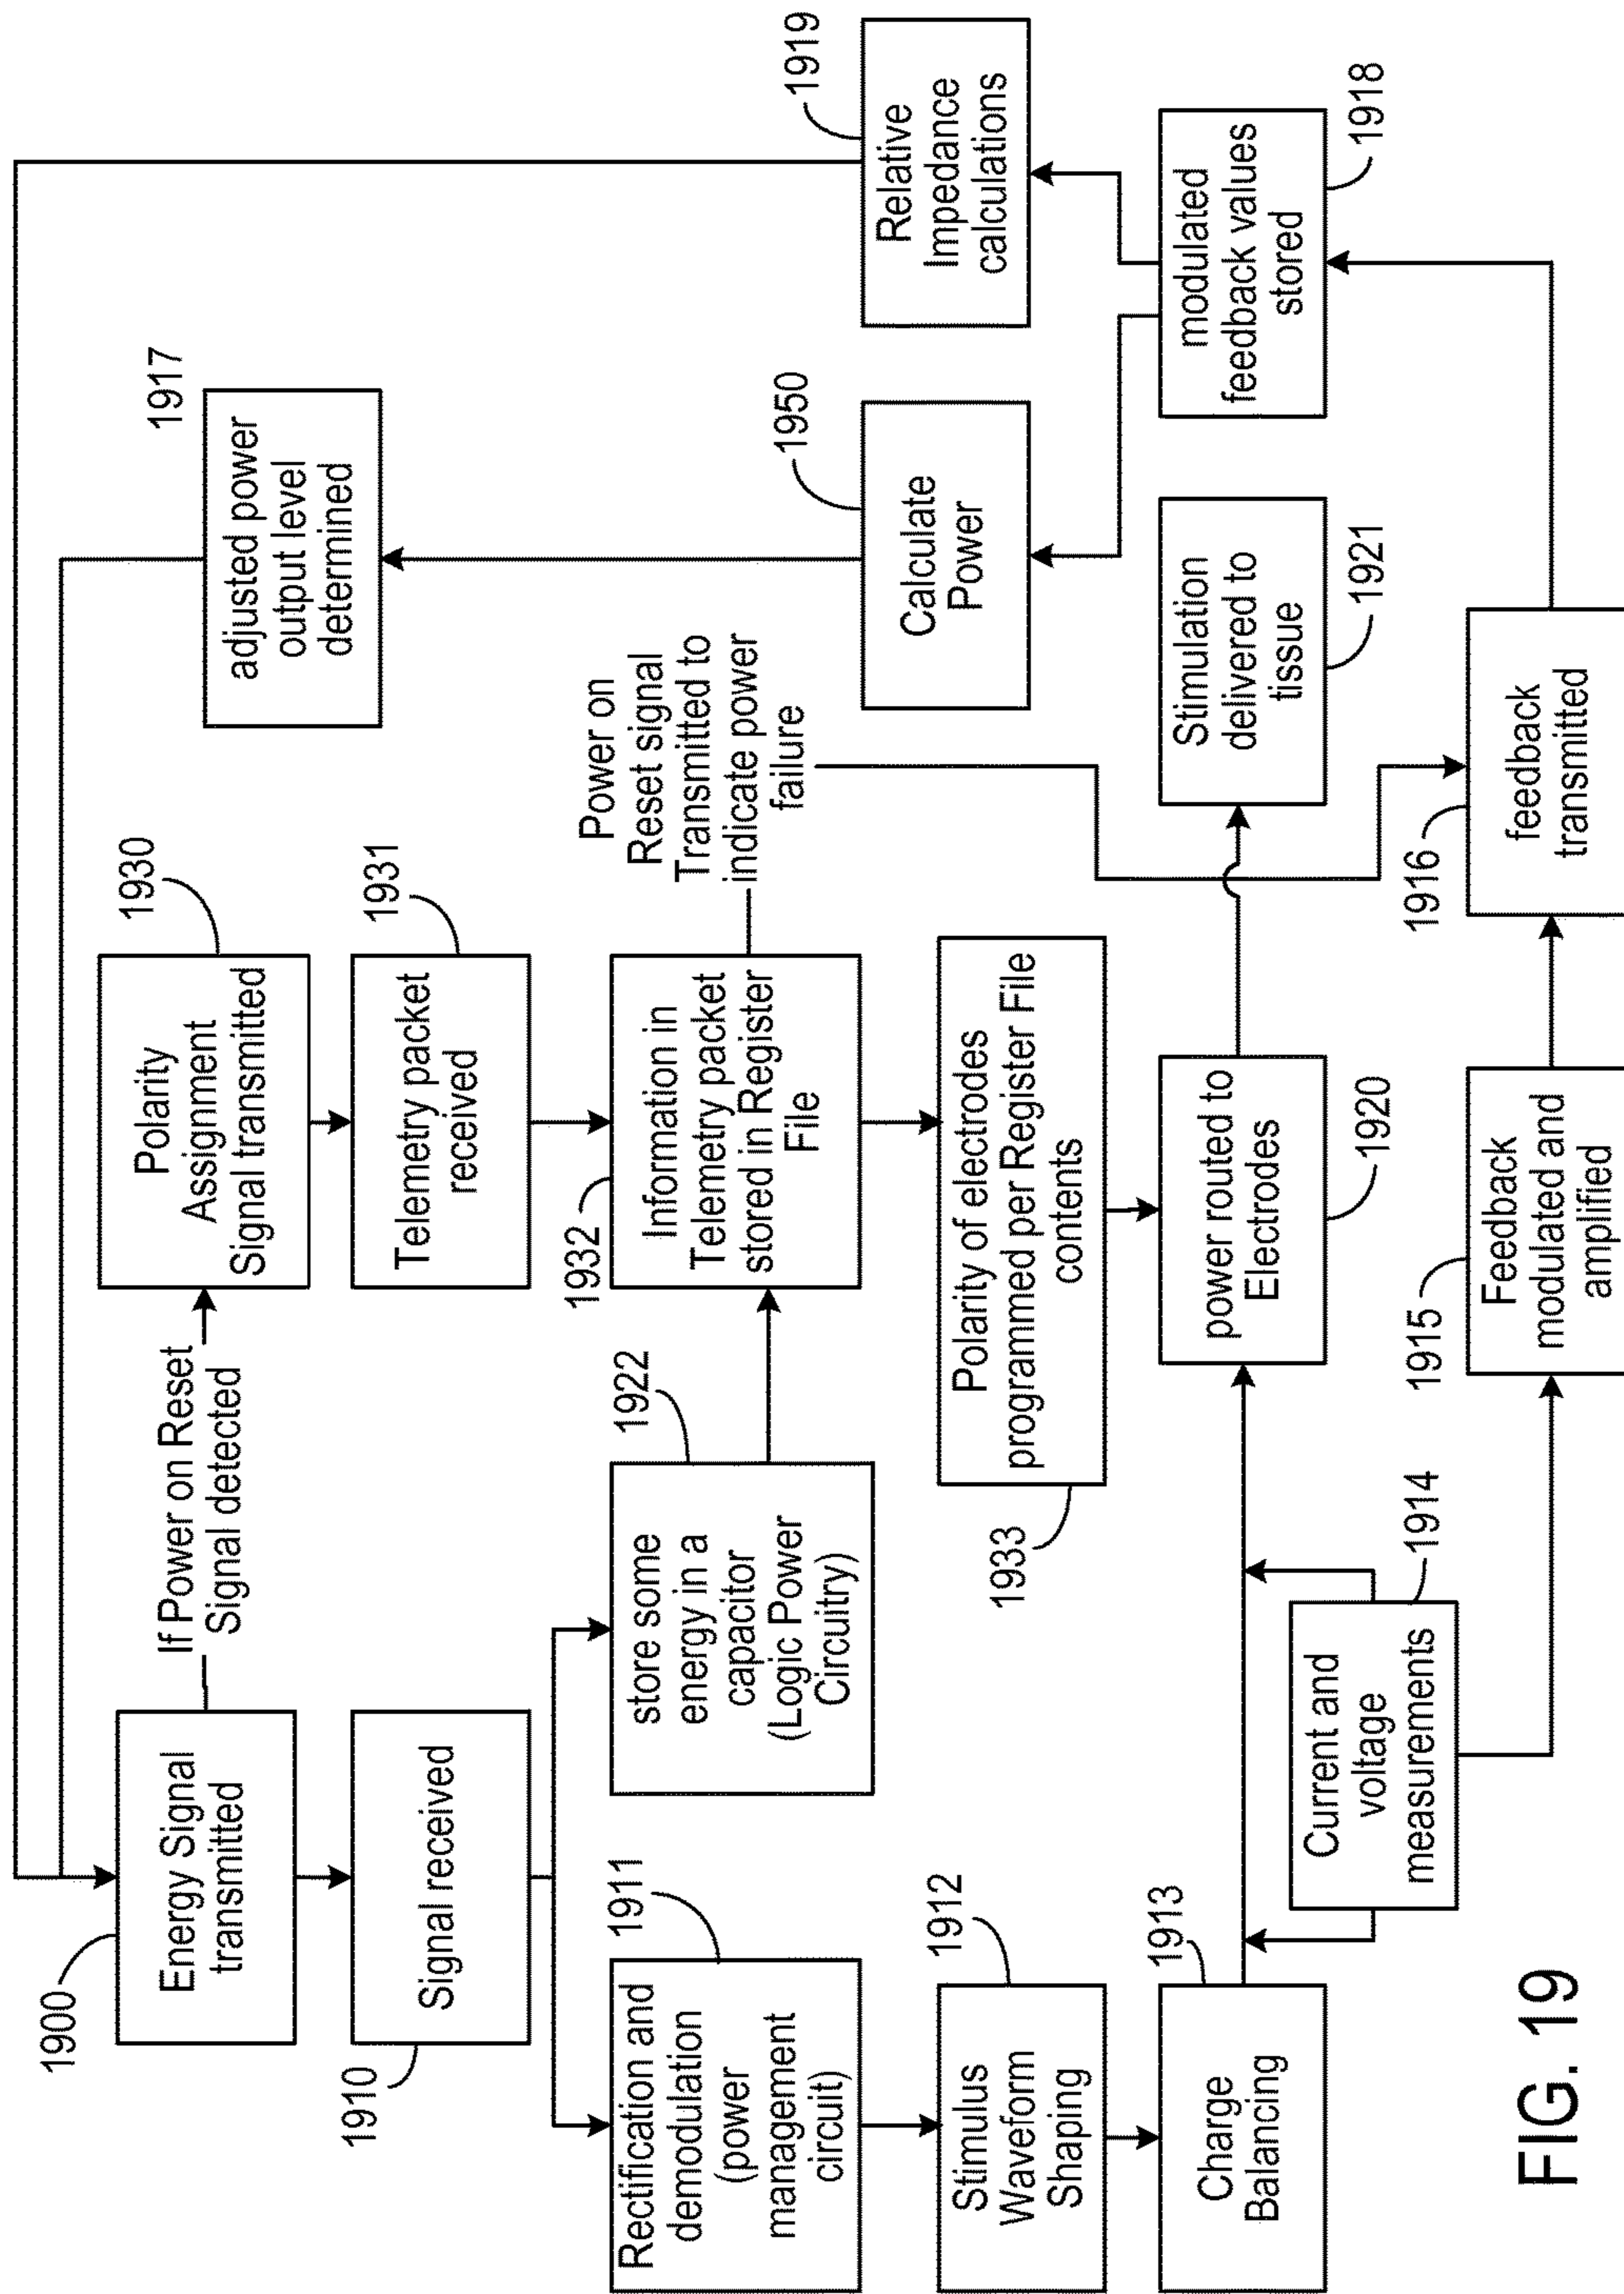 1900
Energy Signal
transmitted
If Power on Reset
Signal detected
Polarity
Assignment
Signal transmitted
1930
adjusted power
output level
determined
1917
Signal received
1910
Telemetry packet
received
1931
Rectification and
demodulation
(power
management
circuit)
1911
store some
energy in a
capacitor
(Logic Power
Circuitry)
1922
1932
Information in
Telemetry packet
stored in Register
File
Power on
Reset signal
Transmitted to
indicate power
failure
Calculate
Power
1950
Relative
Impedance
calculations
1919
Stimulus
Waveform
Shaping
1912
Polarity of electrodes
programmed per Register File
contents
1933
Charge
Balancing
1913
power routed to
Electrodes
1920
Stimulation
delivered to
tissue
1921
modulated
feedback values
stored
1918
Current and
voltage
measurements
1914
1915
Feedback
modulated and
amplified
1916
feedback
transmitted
FIG. 19